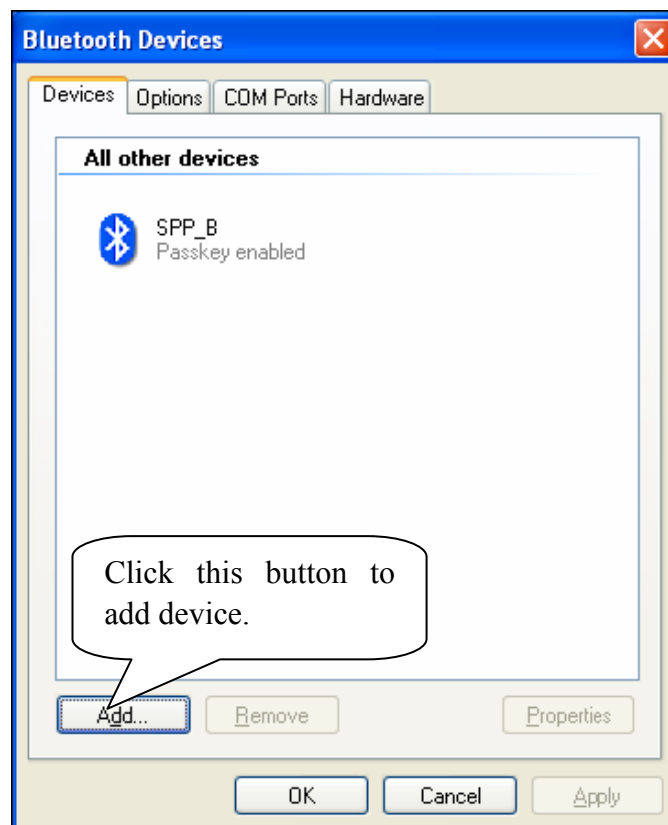 Bluetooth Devices
Devices Options COM Ports Hardware
All other devices
SPP_B
Passkey enabled
Click this button to
add device.
Add... Remove Properties
OK Cancel Apply